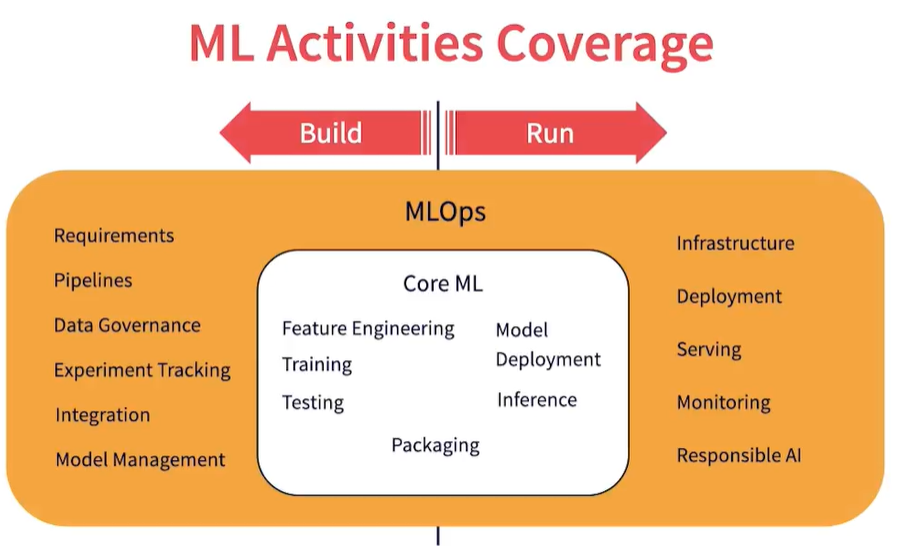 ML Activities Coverage
Build
Run
MLOps
Requirements
Pipelines
Data Governance
Experiment Tracking
Integration
Model Management
Core ML
Feature Engineering
Training
Testing
Model
Deployment
Inference
Packaging
Infrastructure
Deployment
Serving
Monitoring
Responsible AI